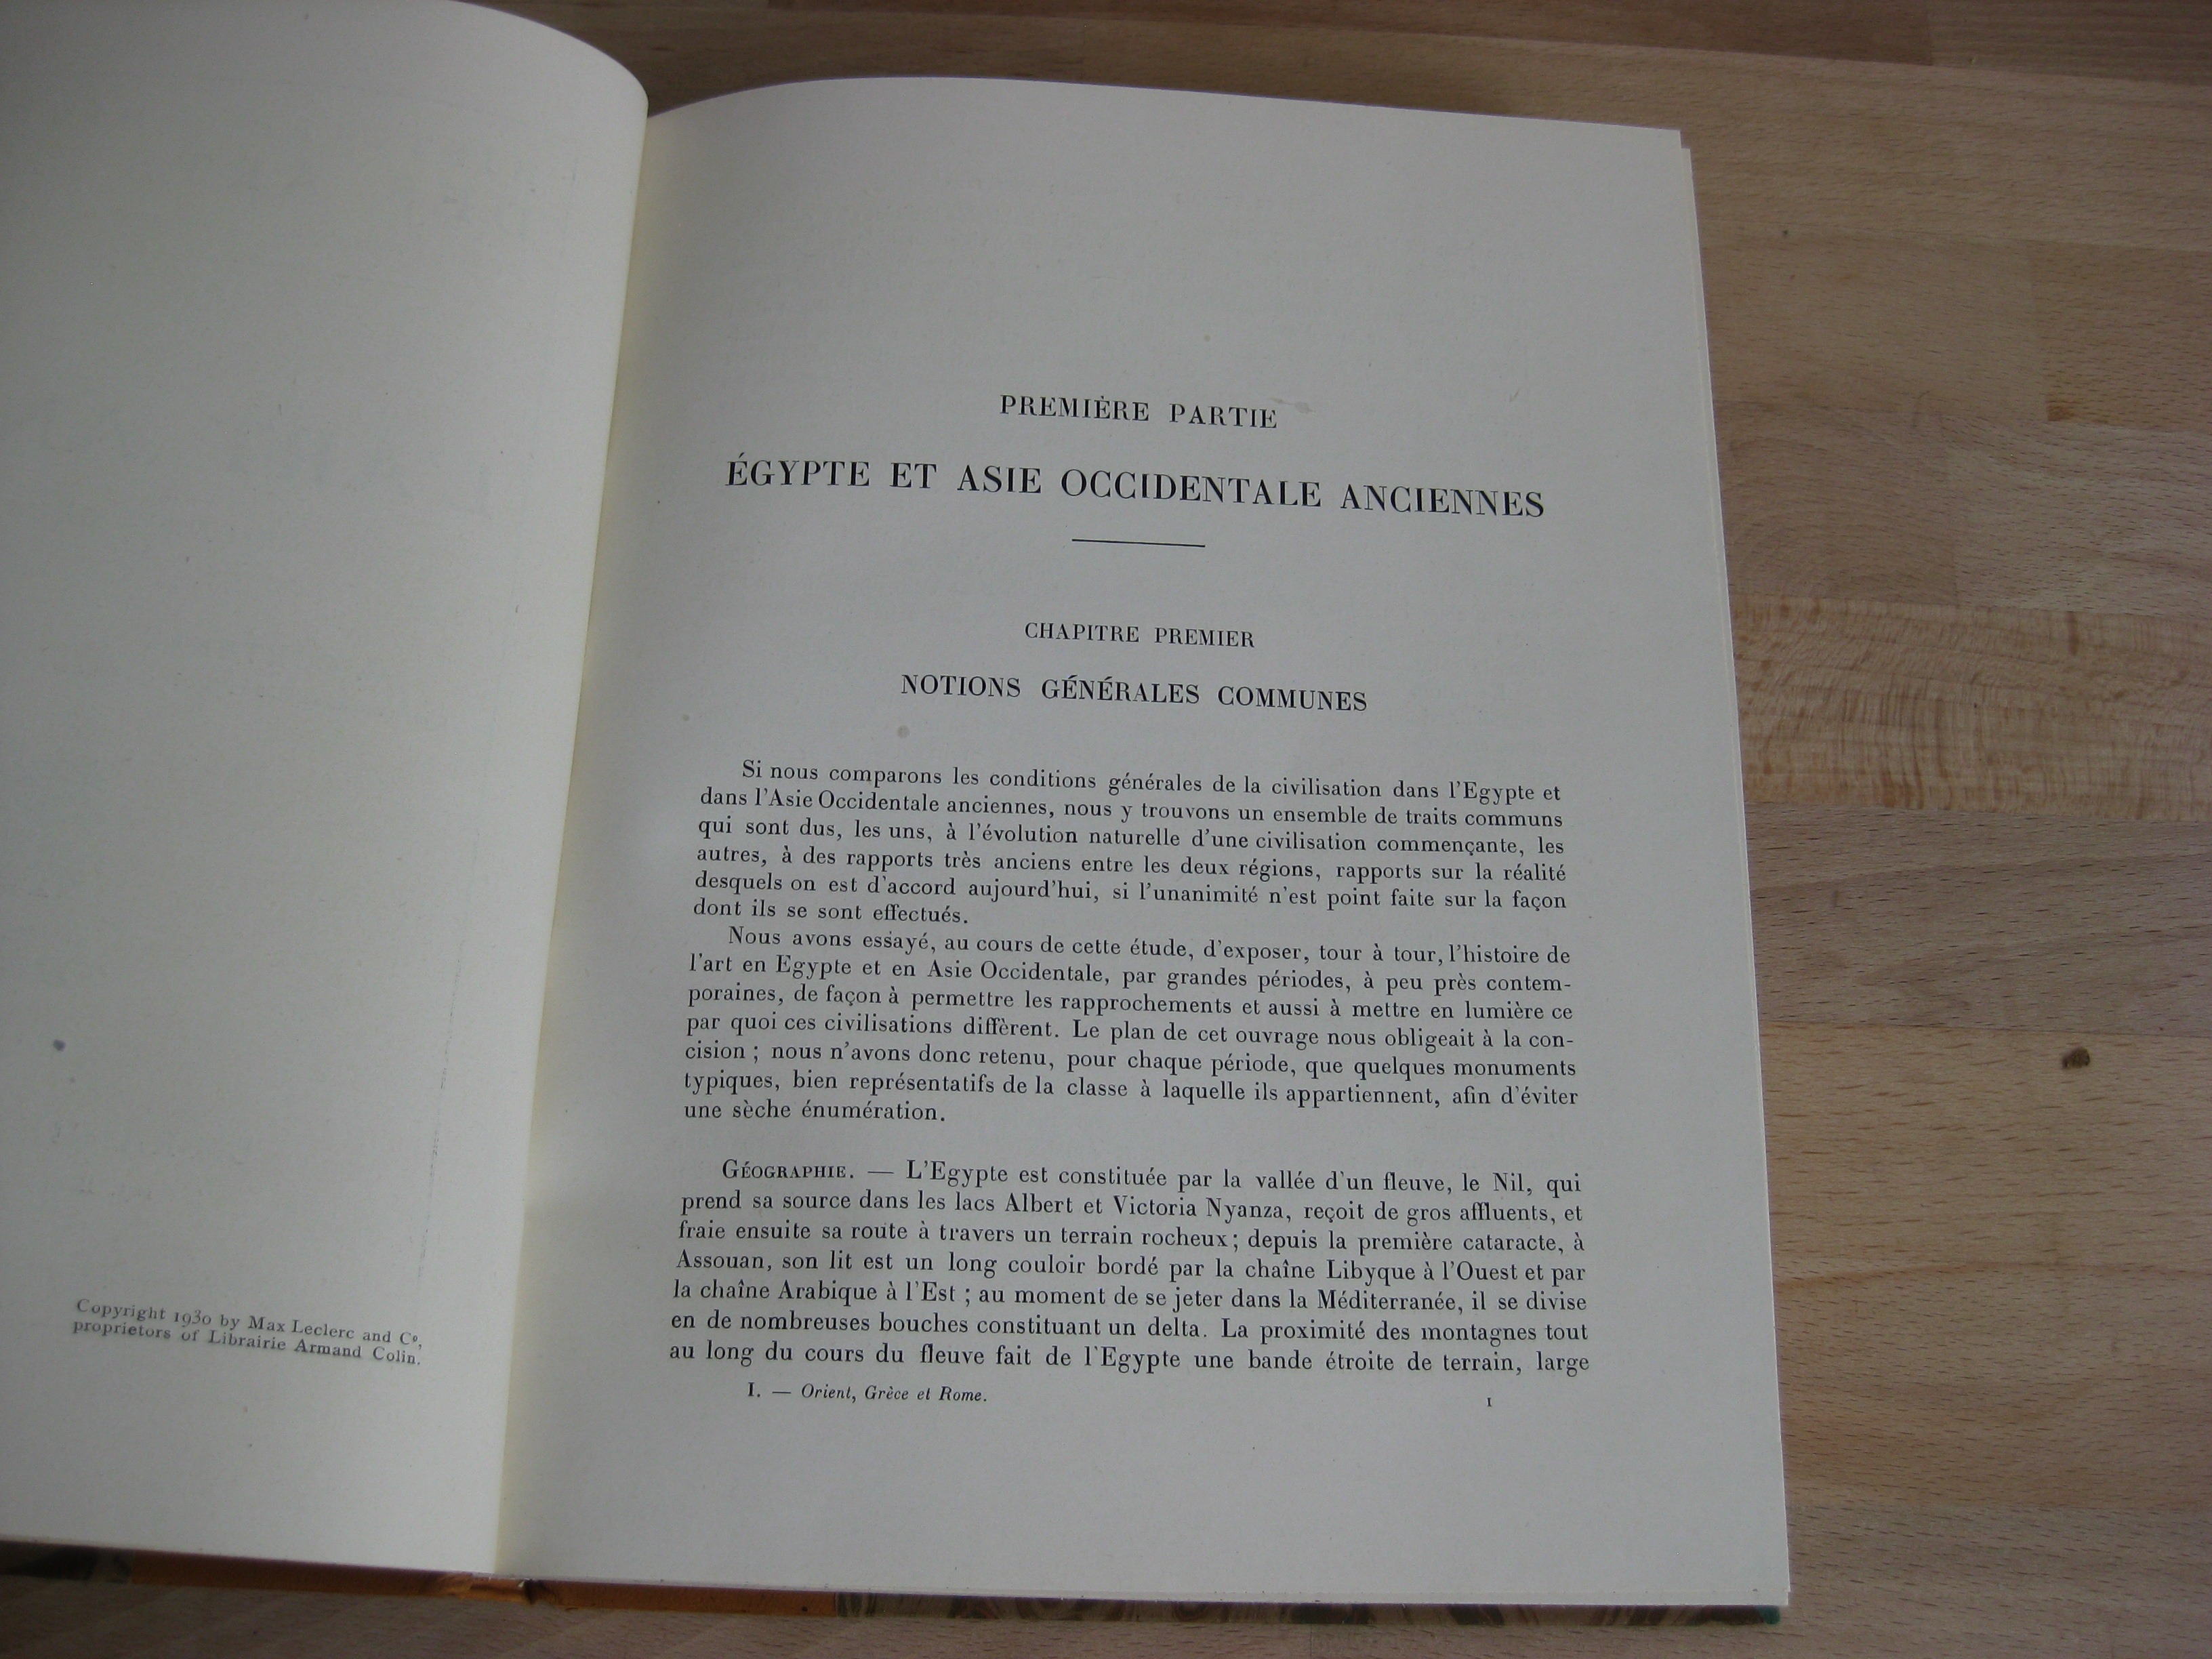 Copyright 1930 by Max Leclerc and Cº,
proprietors of Librairie Armand Colin.
PREMIÈRE PARTIE
ÉGYPTE ET ASIE OCCIDENTALE ANCIENNES
CHAPITRE PREMIER
NOTIONS GÉNÉRALES COMMUNES
Si nous comparons les conditions générales de la civilisation dans l'Egypte et
dans l'Asie Occidentale anciennes, nous y trouvons un ensemble de traits communs
qui sont dus, les uns, à l'évolution naturelle d'une civilisation commençante, les
autres, à des rapports très anciens entre les deux régions, rapports sur la réalité
desquels on est d'accord aujourd'hui, si l'unanimité n'est point faite sur la façon
dont ils se sont effectués.
Nous avons essayé, au cours de cette étude, d'exposer, tour à tour, l'histoire de
l'art en Egypte et en Asie Occidentale, par grandes périodes, à peu près contem-
poraines, de façon à permettre les rapprochements et aussi à mettre en lumière ce
par quoi ces civilisations diffèrent. Le plan de cet ouvrage nous obligeait à la con-
cision ; nous n'avons donc retenu, pour chaque période, que quelques monuments
typiques, bien représentatifs de la classe à laquelle ils appartiennent, afin d'éviter
une sèche énumération.
GÉOGRAPHIE. — L'Egypte est constituée par la vallée d'un fleuve, le Nil, qui
prend sa source dans les lacs Albert et Victoria Nyanza, reçoit de gros affluents, et
fraie ensuite sa route à travers un terrain rocheux ; depuis la première cataracte, à
Assouan, son lit est un long couloir bordé par la chaîne Libyque à l'Ouest et par
la chaîne Arabique à l'Est ; au moment de se jeter dans la Méditerranée, il se divise
en de nombreuses bouches constituant un delta. La proximité des montagnes tout
au long du cours du fleuve fait de l'Egypte une bande étroite de terrain, large
I. — Orient, Grèce et Rome. 1